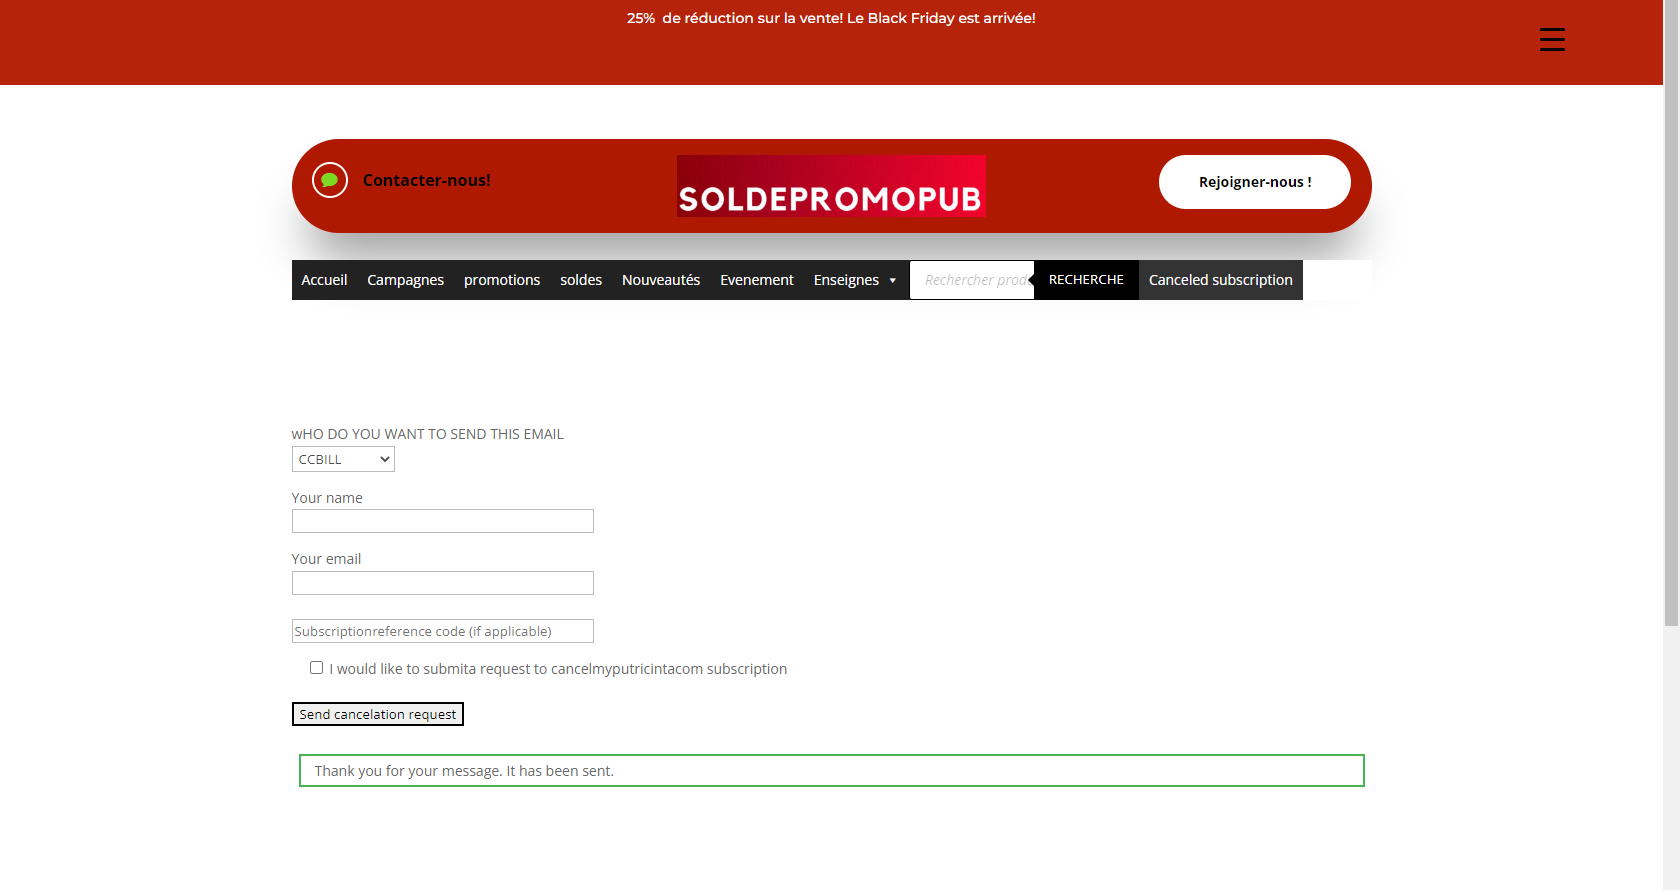 25% de réduction sur la vente! Le Black Friday est arrivée!
Contacter-nous!
SOLDEPROMOPUB
Rejoigner-nous !
Accueil Campagnes promotions soldes Nouveautés Evenement Enseignes Rechercher prod RECHERCHE Canceled subscription
wHO DO YOU WANT TO SEND THIS EMAIL
CCBILL
Your name
Your email
Subscriptionreference code (if applicable)
I would like to submita request to cancelmyputricintacom subscription
Send cancelation request
Thank you for your message. It has been sent.